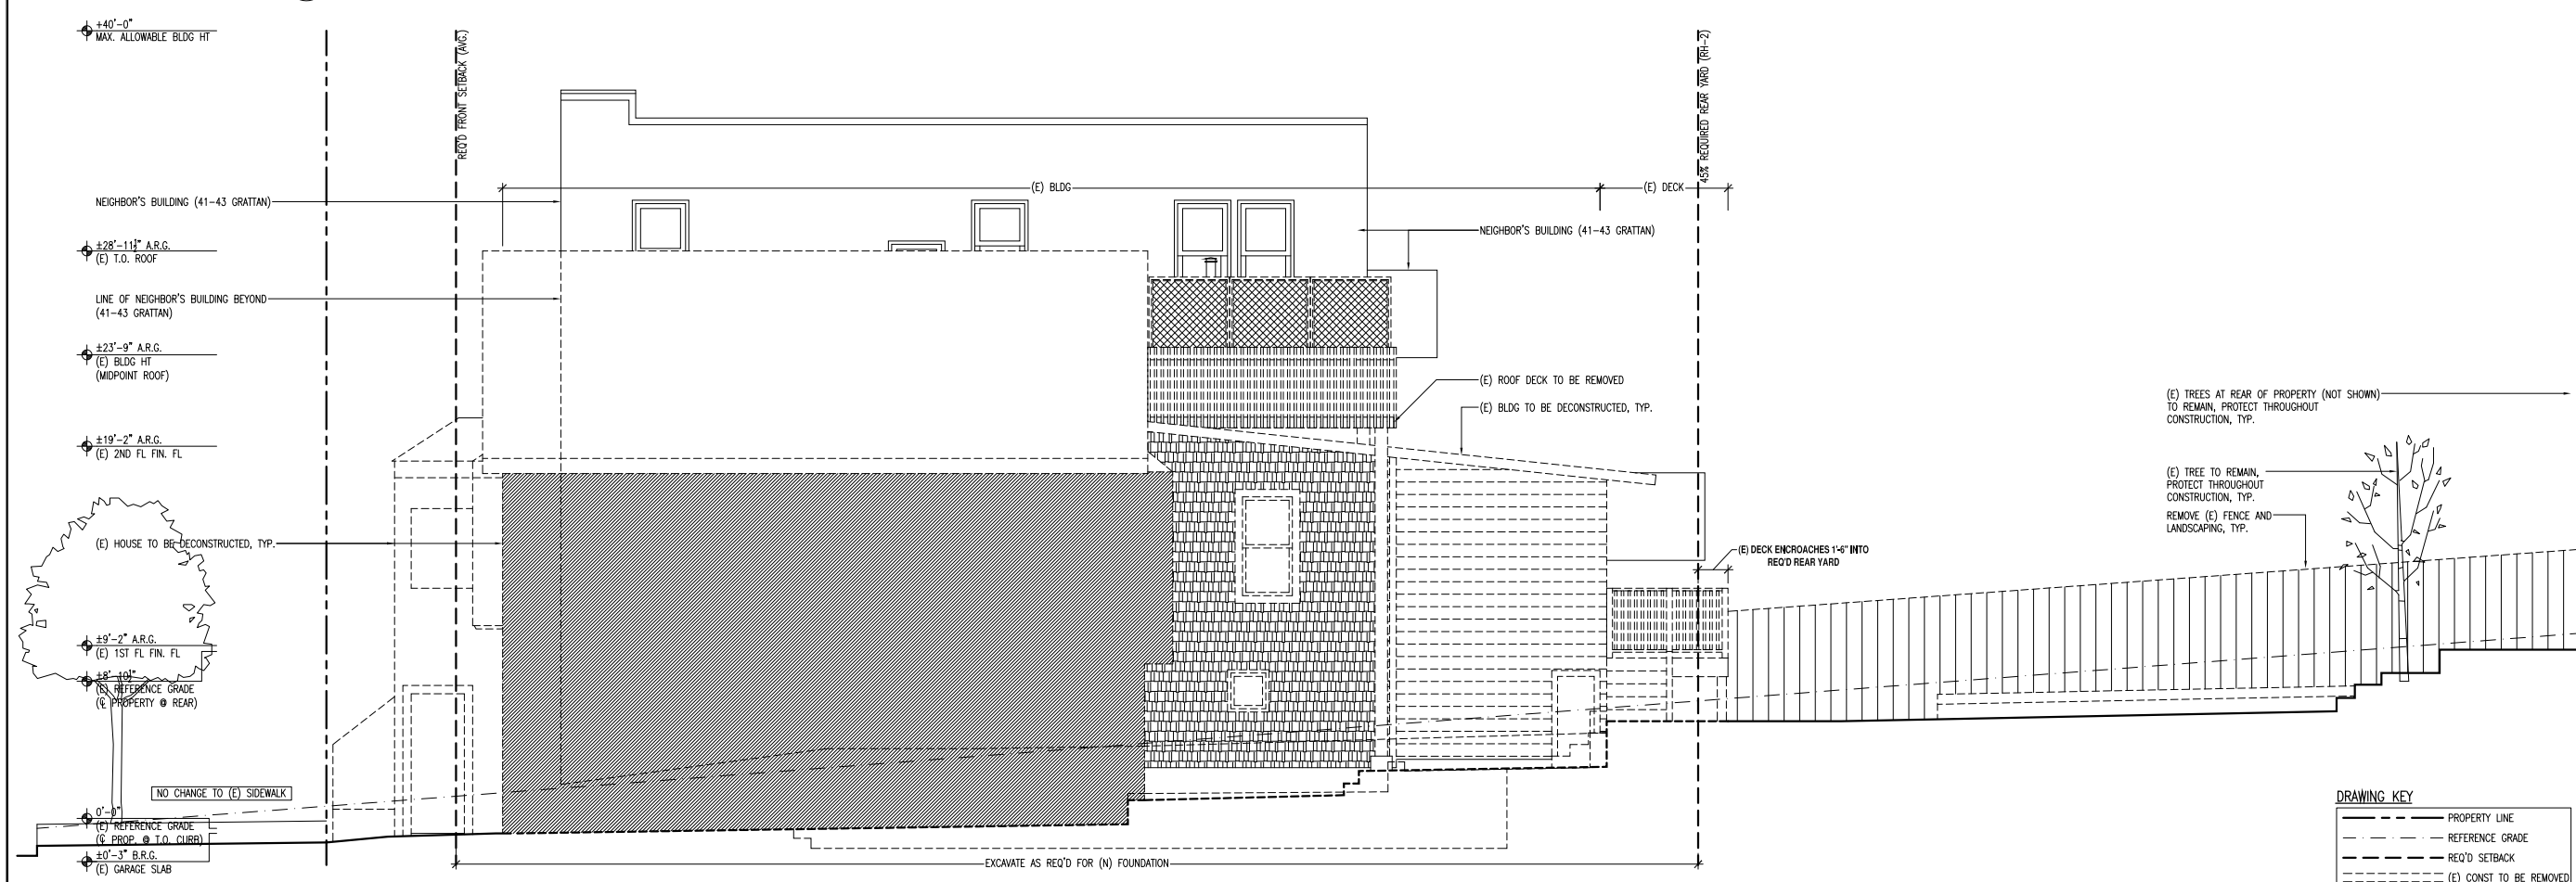 +40'-0"
MAX. ALLOWABLE BLDG HT
REQ'D FRONT SETBACK (AVG.)
45% REQUIRED REAR YARD (RH-2)
(E) BLDG
(E) DECK
NEIGHBOR'S BUILDING (41-43 GRATTAN)
NEIGHBOR'S BUILDING (41-43 GRATTAN)
±28'-11½" A.R.G.
(E) T.O. ROOF
LINE OF NEIGHBOR'S BUILDING BEYOND
(41-43 GRATTAN)
±23'-9" A.R.G.
(E) BLDG HT
(MIDPOINT ROOF)
(E) ROOF DECK TO BE REMOVED
(E) BLDG TO BE DECONSTRUCTED, TYP.
(E) TREES AT REAR OF PROPERTY (NOT SHOWN)
TO REMAIN, PROTECT THROUGHOUT
CONSTRUCTION, TYP.
±19'-2" A.R.G.
(E) 2ND FL FIN. FL
(E) TREE TO REMAIN,
PROTECT THROUGHOUT
CONSTRUCTION, TYP.
REMOVE (E) FENCE AND
LANDSCAPING, TYP.
(E) HOUSE TO BE DECONSTRUCTED, TYP.
(E) DECK ENCROACHES 1'-6" INTO
REQ'D REAR YARD
±9'-2" A.R.G.
(E) 1ST FL FIN. FL
±8'-10½"
(E) REFERENCE GRADE
(℄ PROPERTY @ REAR)
NO CHANGE TO (E) SIDEWALK
0'-0"
(E) REFERENCE GRADE
(℄ PROP. @ T.O. CURB)
±0'-3" B.R.G.
(E) GARAGE SLAB
EXCAVATE AS REQ'D FOR (N) FOUNDATION
DRAWING KEY
PROPERTY LINE
REFERENCE GRADE
REQ'D SETBACK
(E) CONST TO BE REMOVED